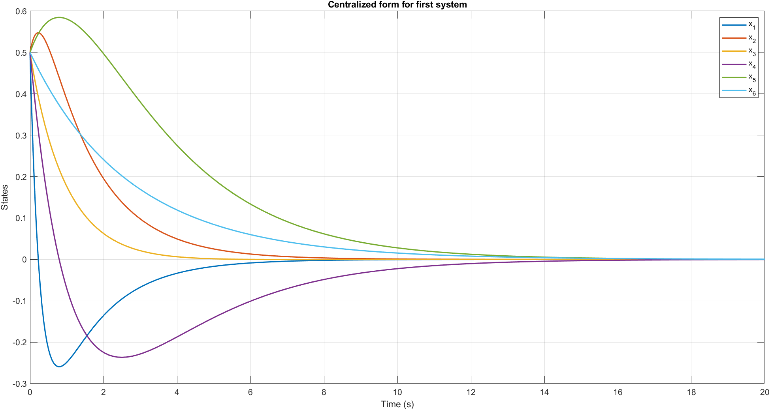 Centralized form for first system
x1
x2
x3
x4
x5
x6
States
0.6
0.5
0.4
0.3
0.2
0.1
0
-0.1
-0.2
-0.3
0 2 4 6 8 10 12 14 16 18 20
Time (s)